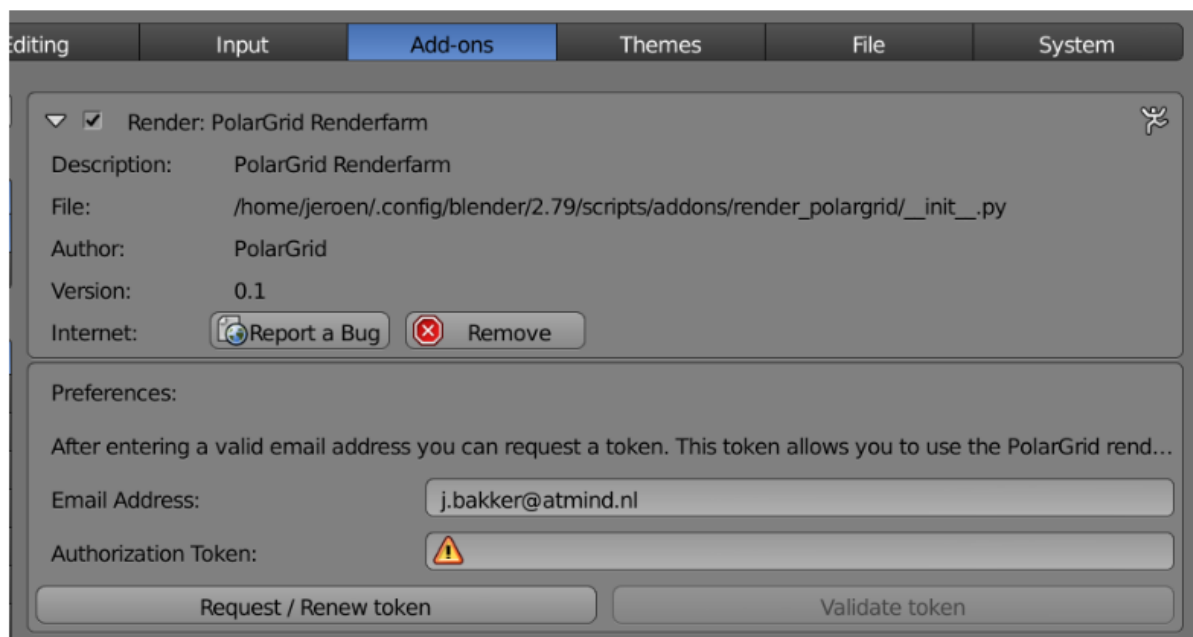 Editing Input Add-ons Themes File System
Render: PolarGrid Renderfarm
Description: PolarGrid Renderfarm
File: /home/jeroen/.config/blender/2.79/scripts/addons/render_polargrid/__init__.py
Author: PolarGrid
Version: 0.1
Internet: Report a Bug Remove
Preferences:
After entering a valid email address you can request a token. This token allows you to use the PolarGrid rend...
Email Address: j.bakker@atmind.nl
Authorization Token:
Request / Renew token Validate token